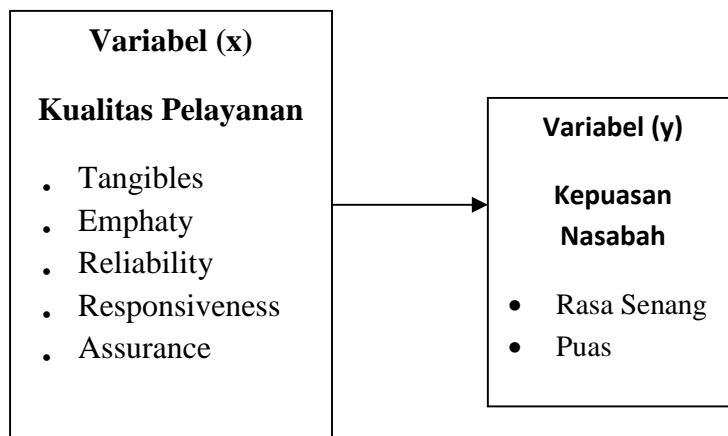 Variabel (x)
Kualitas Pelayanan
. Tangibles
. Emphaty
. Reliability
. Responsiveness
. Assurance
Variabel (y)
Kepuasan
Nasabah
• Rasa Senang
• Puas